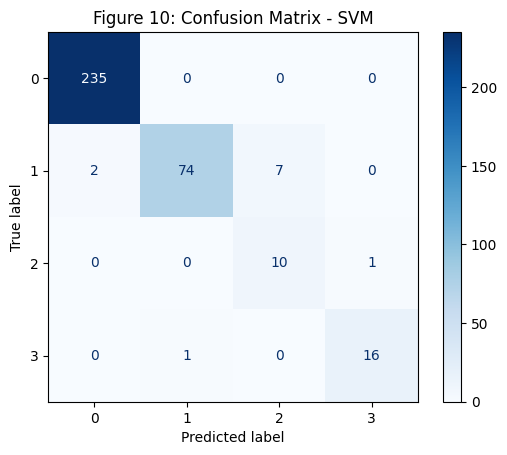 Figure 10: Confusion Matrix - SVM
True label
0 235 0 0 0
1 2 74 7 0
2 0 0 10 1
3 0 1 0 16
0 1 2 3
Predicted label
200
150
100
50
0